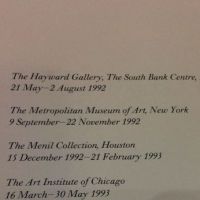 The Hayward Gallery, The South Bank Centre,
21 May–2 August 1992
The Metropolitan Museum of Art, New York
9 September–22 November 1992
The Menil Collection, Houston
15 December 1992–21 February 1993
The Art Institute of Chicago
16 March–30 May 1993